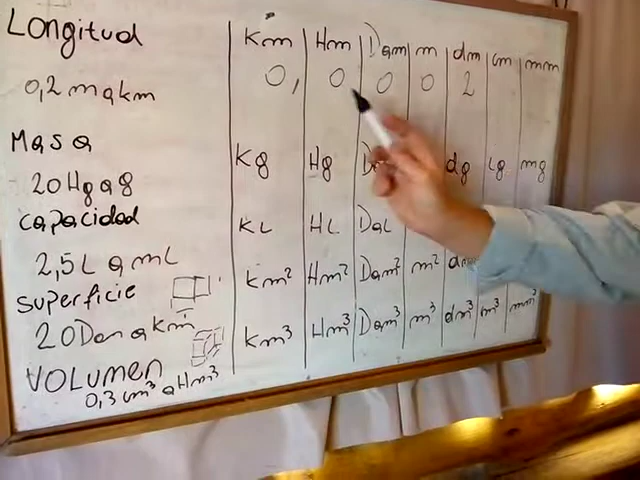 Longitud Km Hm Dam m dm cm mm
0,2 m a km 0, 0 0 0 2
Masa
20 Hg a g Kg Hg dg cg mg
capacidad KL HL DaL
2,5 L a mL
Superficie Km² Hm² Dam² m²
20 Dam a Km
VOLUMEN Km³ Hm³ Dam³ m³ dm³ mm³
0,3 cm³ a Hm³